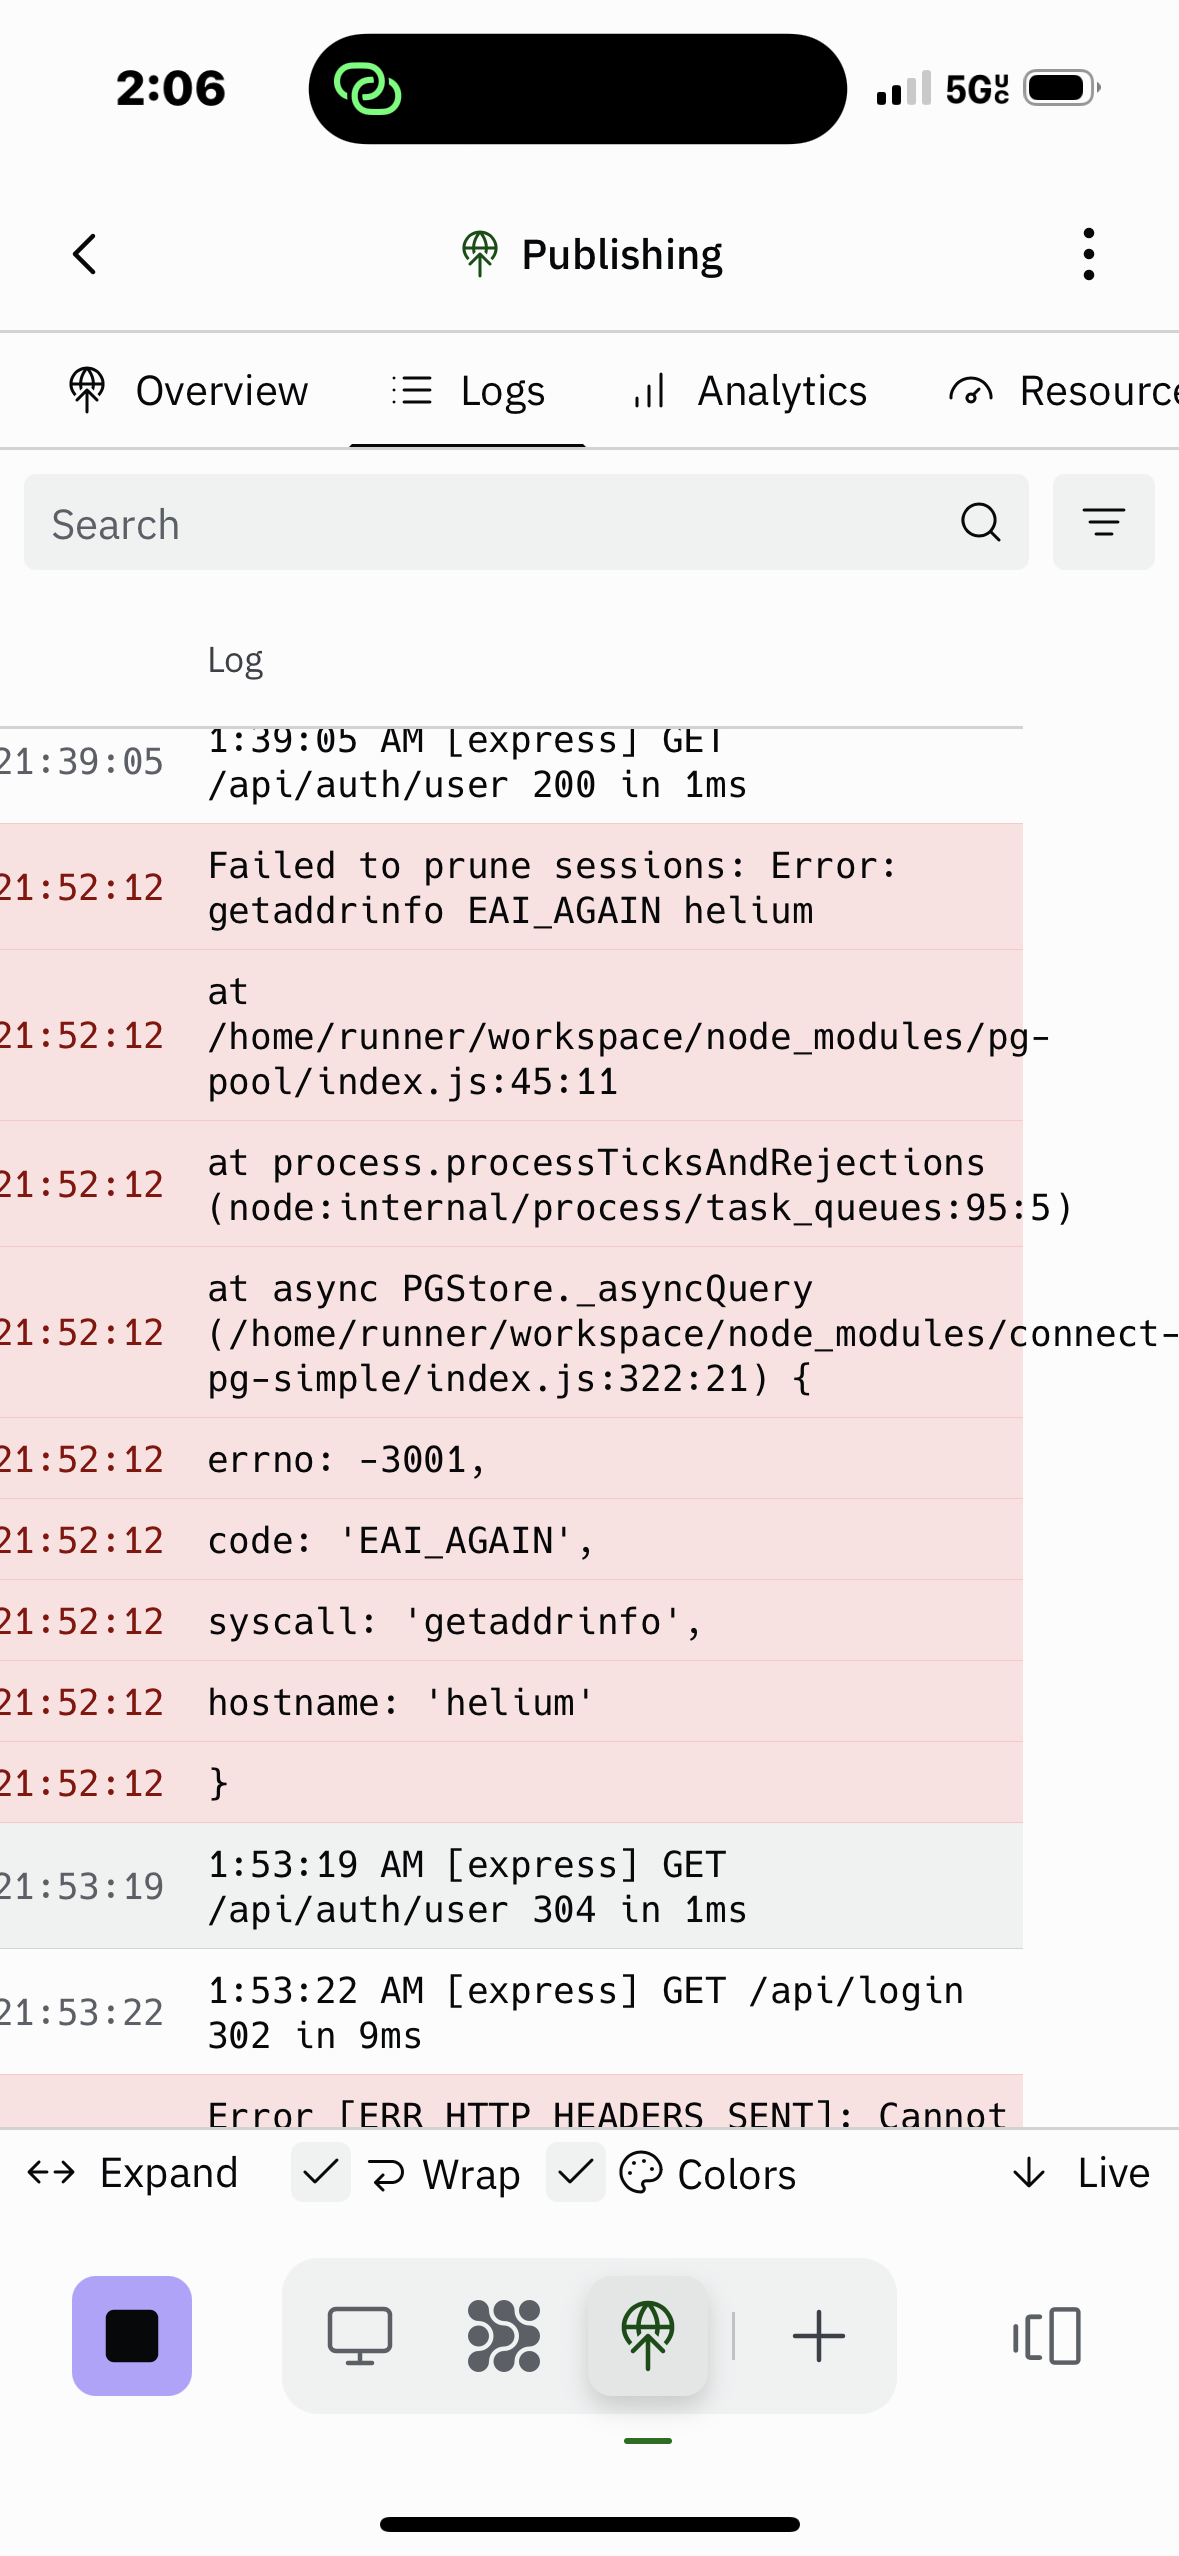 2:06
5GUC
Publishing
Overview
Logs
Analytics
Resource
Search
Log
21:39:05
1:39:05 AM [express] GET
/api/auth/user 200 in 1ms
21:52:12
Failed to prune sessions: Error:
getaddrinfo EAI_AGAIN helium
21:52:12
at
/home/runner/workspace/node_modules/pg-
pool/index.js:45:11
21:52:12
at process.processTicksAndRejections
(node:internal/process/task_queues:95:5)
21:52:12
at async PGStore._asyncQuery
(/home/runner/workspace/node_modules/connect-
pg-simple/index.js:322:21) {
21:52:12
errno: -3001,
21:52:12
code: 'EAI_AGAIN',
21:52:12
syscall: 'getaddrinfo',
21:52:12
hostname: 'helium'
21:52:12
}
21:53:19
1:53:19 AM [express] GET
/api/auth/user 304 in 1ms
21:53:22
1:53:22 AM [express] GET /api/login
302 in 9ms
Error [ERR_HTTP_HEADERS_SENT]: Cannot
Expand
Wrap
Colors
Live